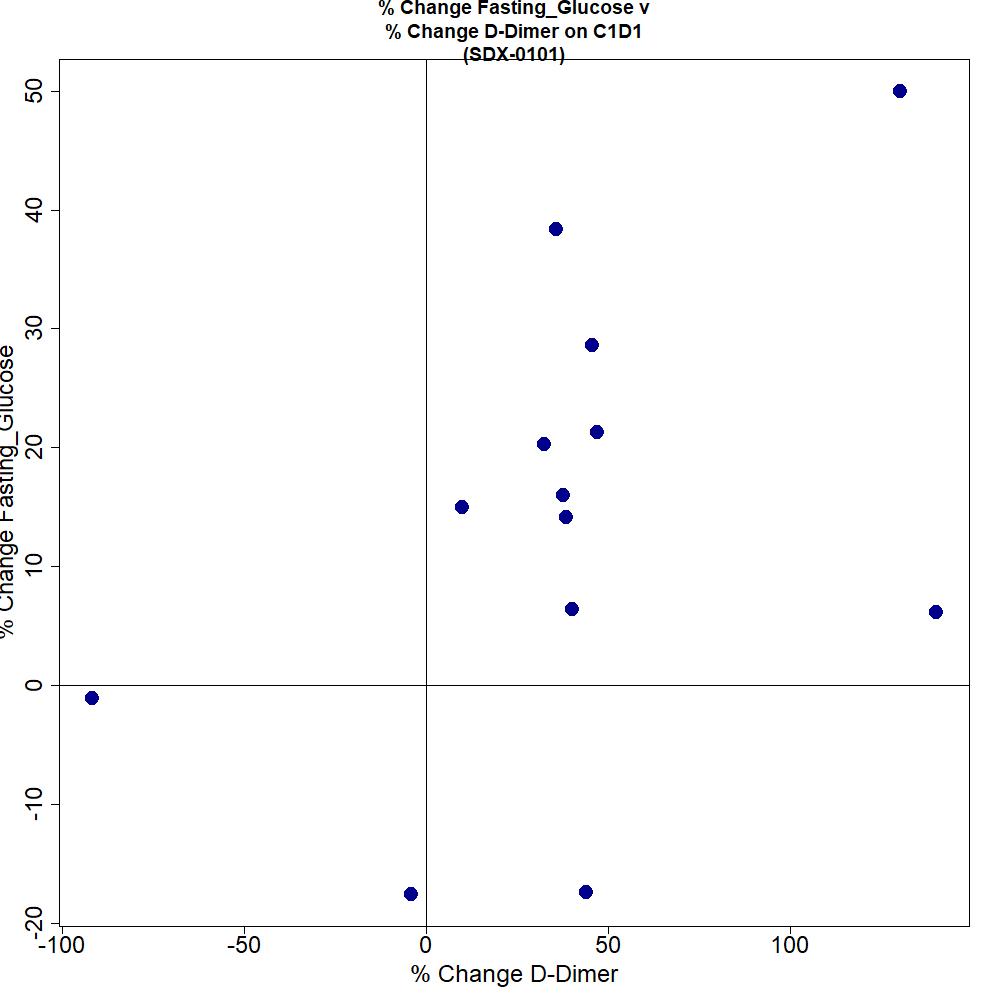 % Change Fasting_Glucose v
% Change D-Dimer on C1D1
(SDX-0101)
% Change Fasting_Glucose
50
40
30
20
10
0
-10
-20
-100
-50
0
50
100
% Change D-Dimer